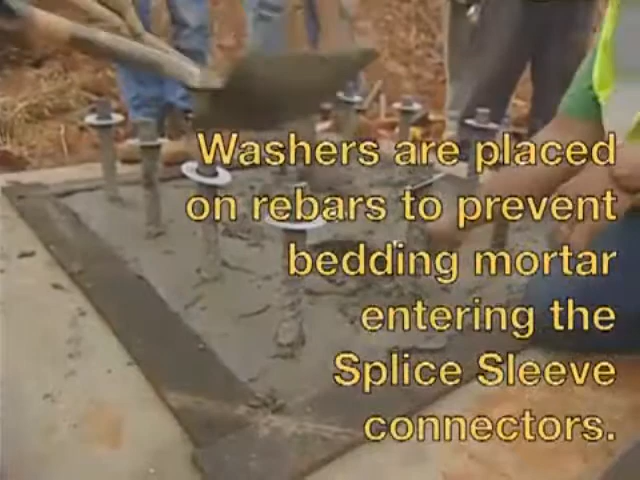 Washers are placed
on rebars to prevent
bedding mortar
entering the
Splice Sleeve
connectors.